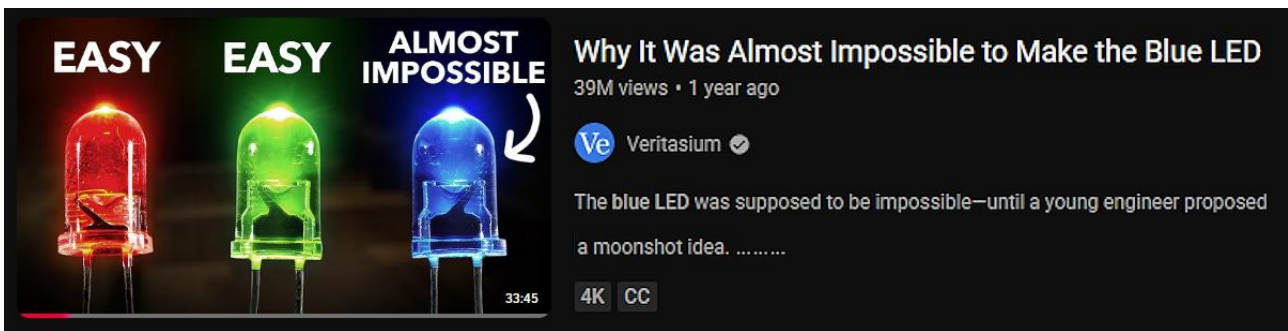 EASY
EASY
ALMOST
IMPOSSIBLE
33:45
Why It Was Almost Impossible to Make the Blue LED
39M views • 1 year ago
Ve
Veritasium
The blue LED was supposed to be impossible—until a young engineer proposed
a moonshot idea. .........
4K CC